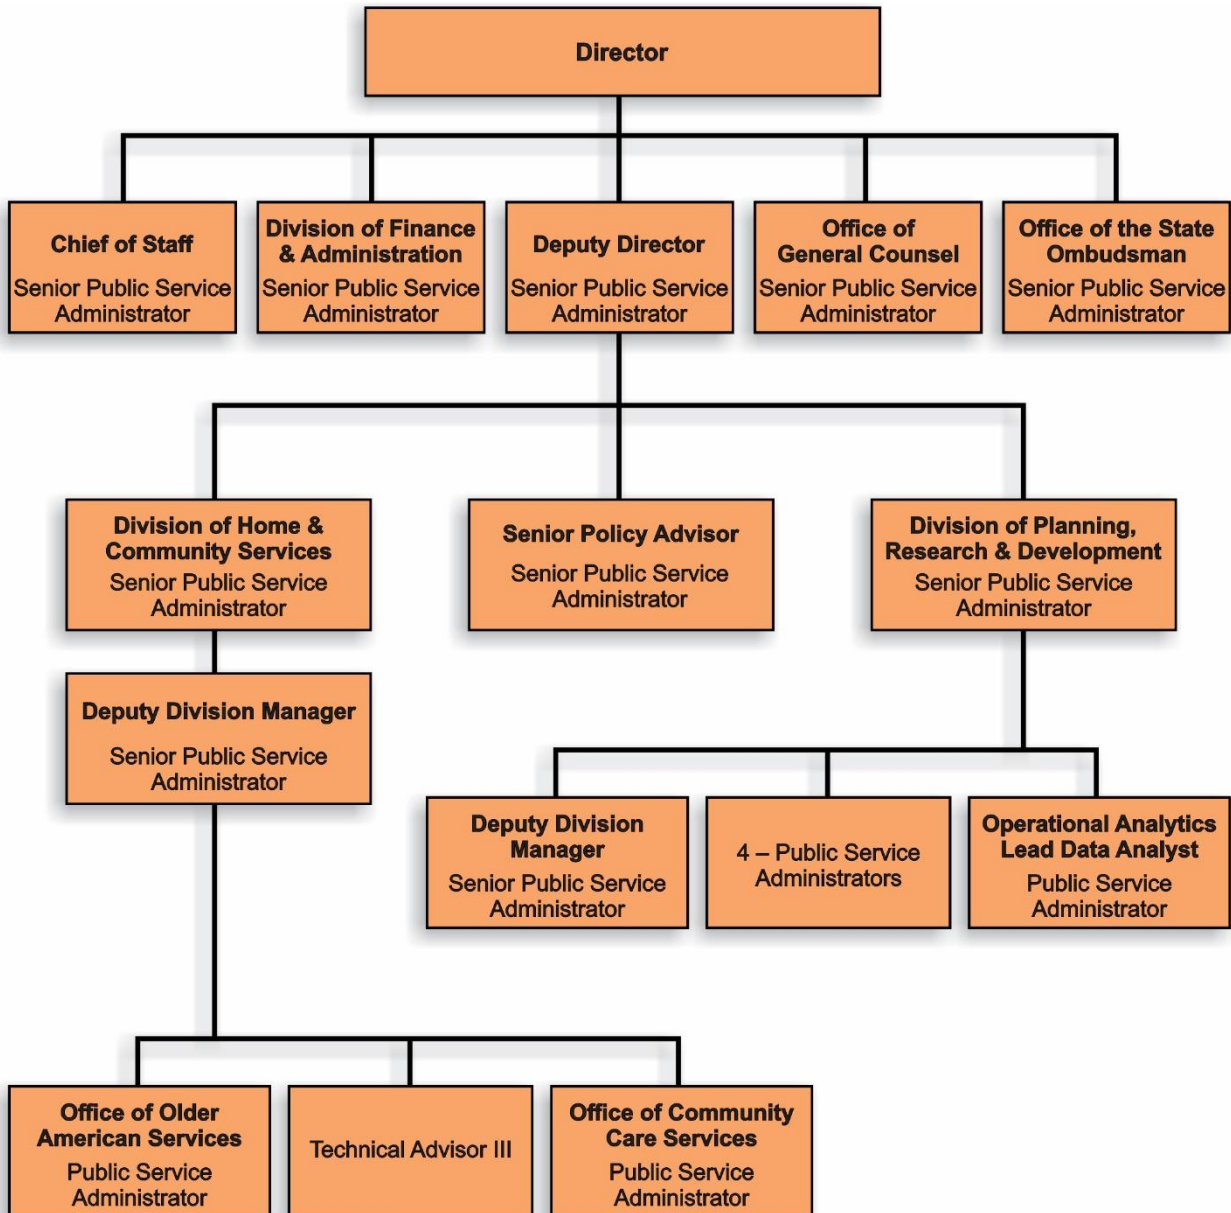 Director
Chief of Staff
Senior Public Service
Administrator
Division of Finance
& Administration
Senior Public Service
Administrator
Deputy Director
Senior Public Service
Administrator
Office of
General Counsel
Senior Public Service
Administrator
Office of the State
Ombudsman
Senior Public Service
Administrator
Division of Home &
Community Services
Senior Public Service
Administrator
Senior Policy Advisor
Senior Public Service
Administrator
Division of Planning,
Research & Development
Senior Public Service
Administrator
Deputy Division Manager
Senior Public Service
Administrator
Deputy Division
Manager
Senior Public Service
Administrator
4 – Public Service
Administrators
Operational Analytics
Lead Data Analyst
Public Service
Administrator
Office of Older
American Services
Public Service
Administrator
Technical Advisor III
Office of Community
Care Services
Public Service
Administrator